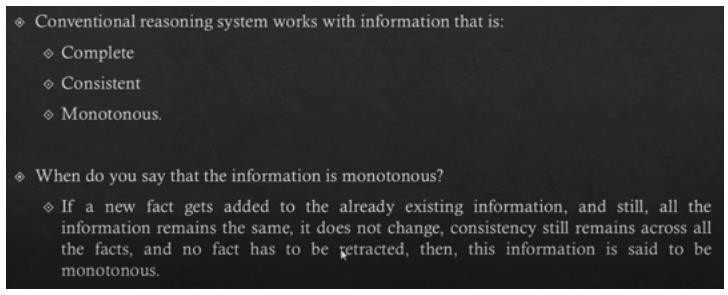 Conventional reasoning system works with information that is:
Complete
Consistent
Monotonous.
When do you say that the information is monotonous?
If a new fact gets added to the already existing information, and still, all the
information remains the same, it does not change, consistency still remains across all
the facts, and no fact has to be retracted, then, this information is said to be
monotonous.